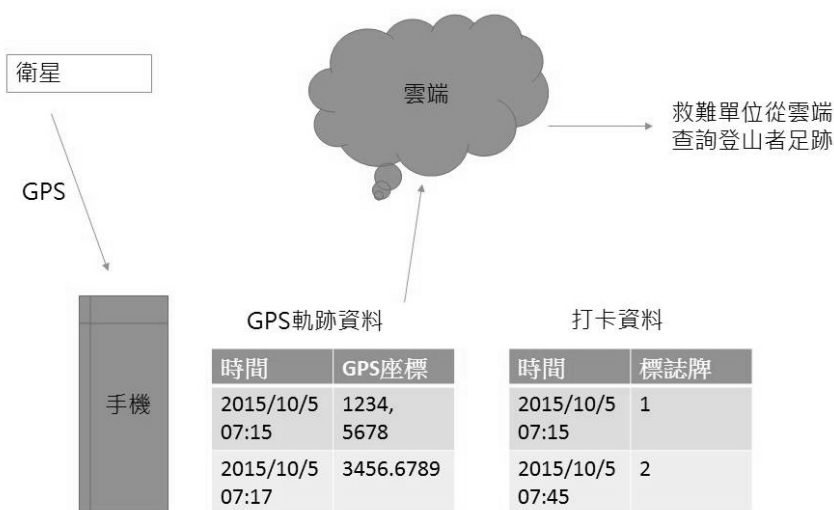 衛星
雲端
救難單位從雲端
查詢登山者足跡
GPS
手機
GPS軌跡資料
時間 GPS座標
2015/10/5 1234,
07:15 5678
2015/10/5 3456.6789
07:17
打卡資料
時間 標誌牌
2015/10/5 1
07:15
2015/10/5 2
07:45